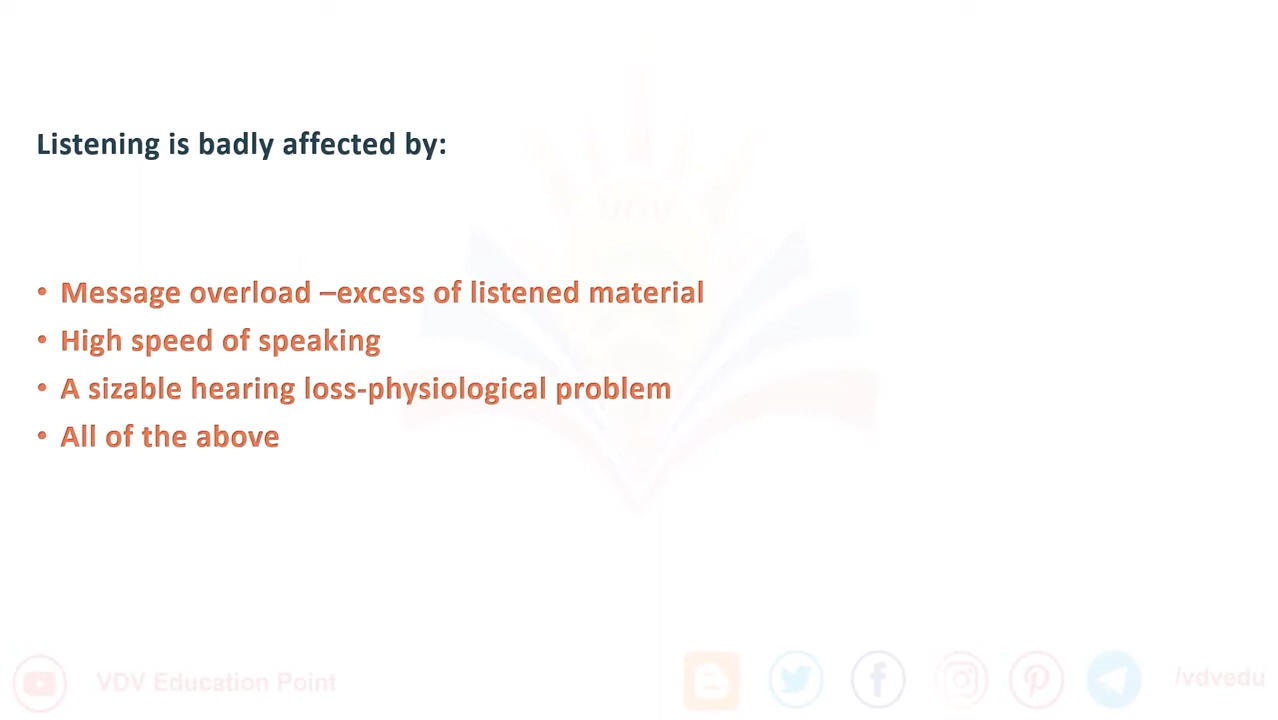 Listening is badly affected by:
• Message overload –excess of listened material
• High speed of speaking
• A sizable hearing loss-physiological problem
• All of the above
VDV
VDV Education Point
/vdvedu